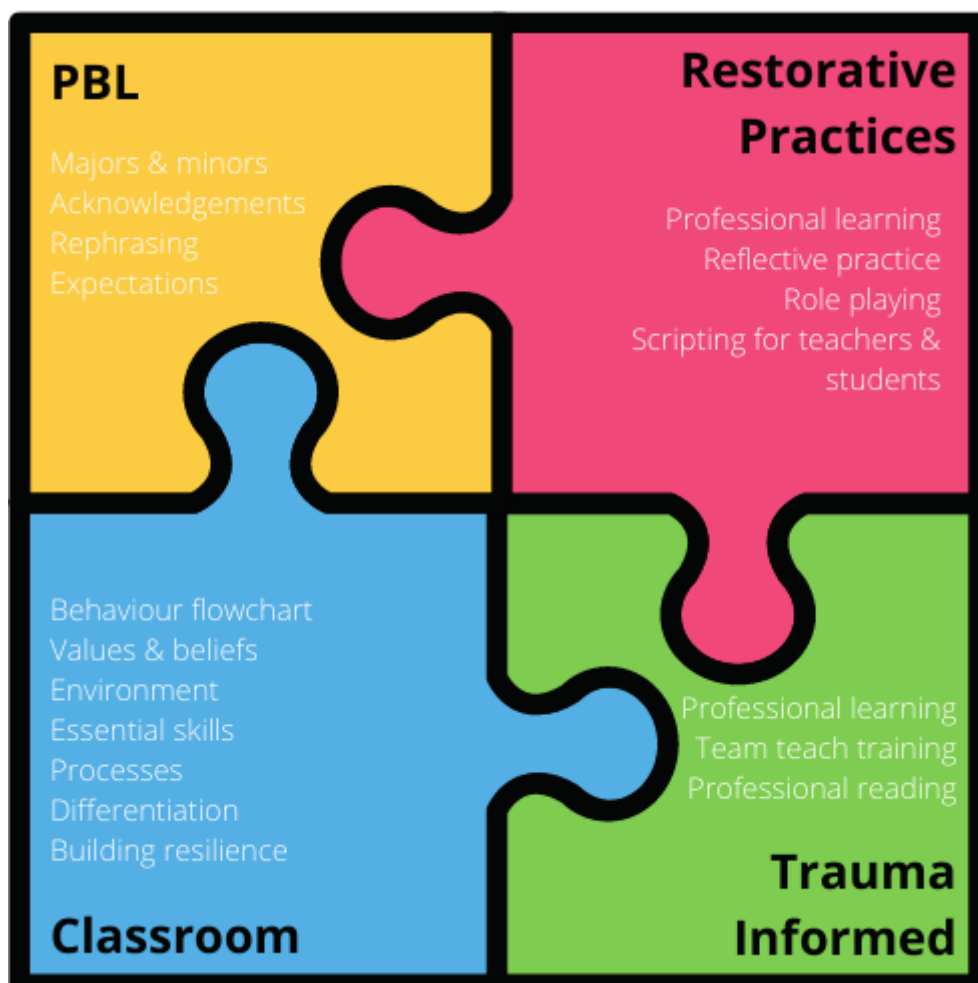 PBL
Majors & minors
Acknowledgements
Rephrasing
Expectations
Restorative
Practices
Professional learning
Reflective practice
Role playing
Scripting for teachers &
students
Behaviour flowchart
Values & beliefs
Environment
Essential skills
Processes
Differentiation
Building resilience
Classroom
Professional learning
Team teach training
Professional reading
Trauma
Informed